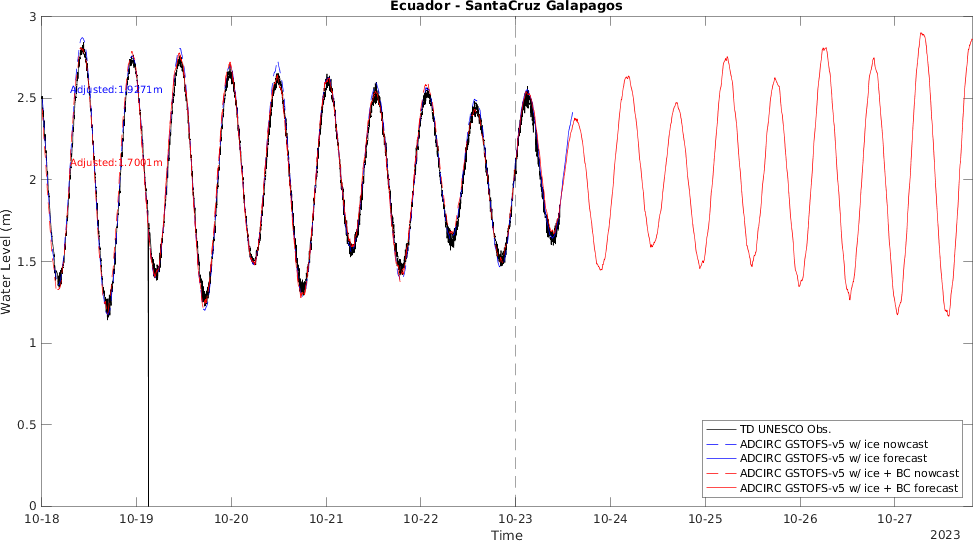 Ecuador - SantaCruz Galapagos
3
2.5
2
1.5
1
0.5
0
Water Level (m)
Adjusted:1.9271m
Adjusted:1.7001m
TD UNESCO Obs.
ADCIRC GSTOFS-v5 w/ ice nowcast
ADCIRC GSTOFS-v5 w/ ice forecast
ADCIRC GSTOFS-v5 w/ ice + BC nowcast
ADCIRC GSTOFS-v5 w/ ice + BC forecast
10-18 10-19 10-20 10-21 10-22 10-23 10-24 10-25 10-26 10-27
Time
2023